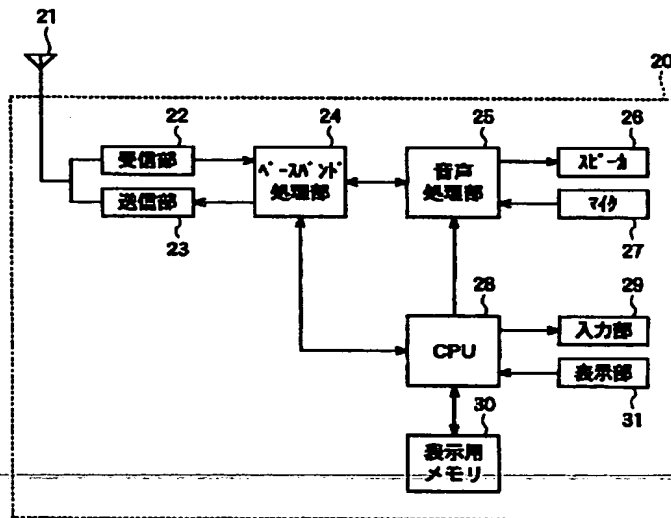 21
20
22
24
25
26
受信部
ﾍﾞｰｽﾊﾞﾝﾄﾞ
処理部
音声
処理部
ｽﾋﾟｰｶ
送信部
マイク
23
27
28
29
CPU
入力部
表示部
30
31
表示用
メモリ